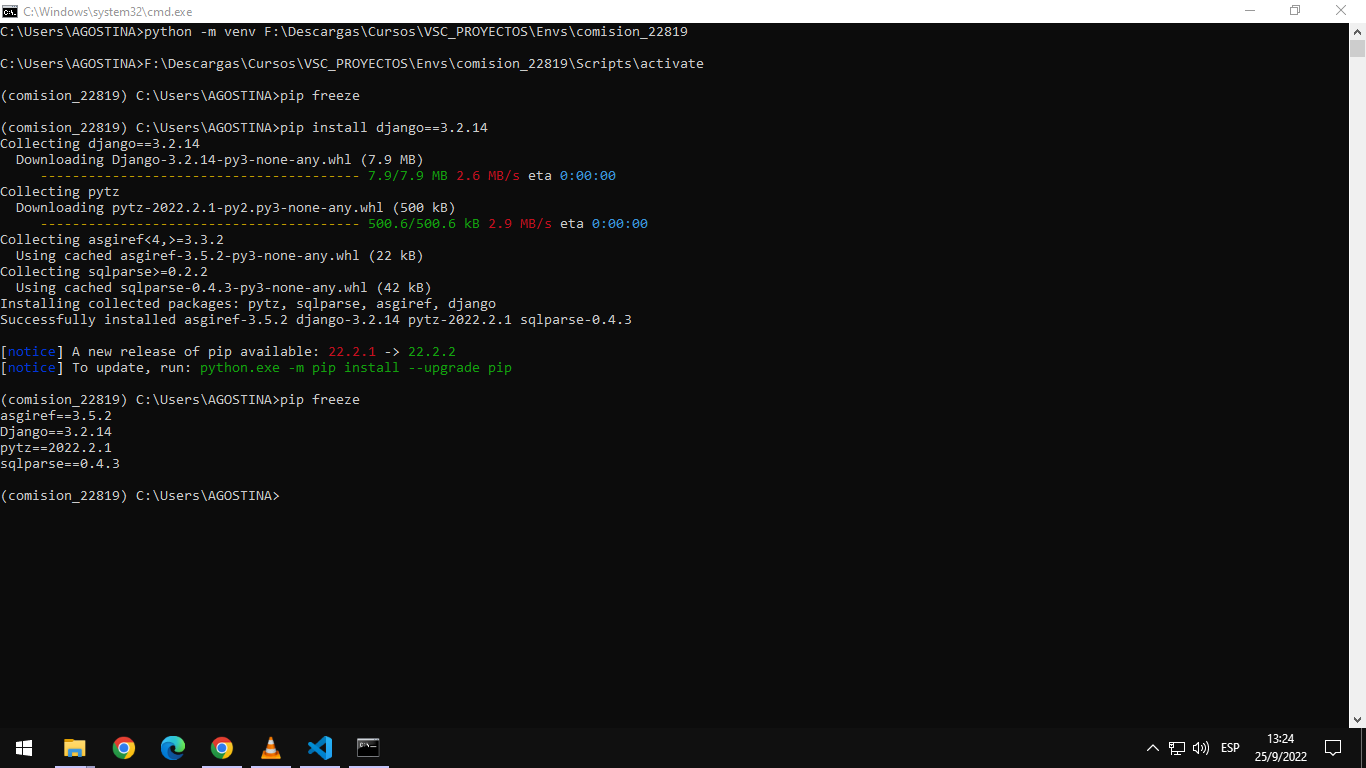 C:\Windows\system32\cmd.exe
C:\Users\AGOSTINA>python -m venv F:\Descargas\Cursos\VSC_PROYECTOS\Envs\comision_22819
C:\Users\AGOSTINA>F:\Descargas\Cursos\VSC_PROYECTOS\Envs\comision_22819\Scripts\activate
(comision_22819) C:\Users\AGOSTINA>pip freeze
(comision_22819) C:\Users\AGOSTINA>pip install django==3.2.14
Collecting django==3.2.14
  Downloading Django-3.2.14-py3-none-any.whl (7.9 MB)
     ---------------------------------------- 7.9/7.9 MB 2.6 MB/s eta 0:00:00
Collecting pytz
  Downloading pytz-2022.2.1-py2.py3-none-any.whl (500 kB)
     ---------------------------------------- 500.6/500.6 kB 2.9 MB/s eta 0:00:00
Collecting asgiref<4,>=3.3.2
  Using cached asgiref-3.5.2-py3-none-any.whl (22 kB)
Collecting sqlparse>=0.2.2
  Using cached sqlparse-0.4.3-py3-none-any.whl (42 kB)
Installing collected packages: pytz, sqlparse, asgiref, django
Successfully installed asgiref-3.5.2 django-3.2.14 pytz-2022.2.1 sqlparse-0.4.3
[notice] A new release of pip available: 22.2.1 -> 22.2.2
[notice] To update, run: python.exe -m pip install --upgrade pip
(comision_22819) C:\Users\AGOSTINA>pip freeze
asgiref==3.5.2
Django==3.2.14
pytz==2022.2.1
sqlparse==0.4.3
(comision_22819) C:\Users\AGOSTINA>
ESP
13:24
25/9/2022